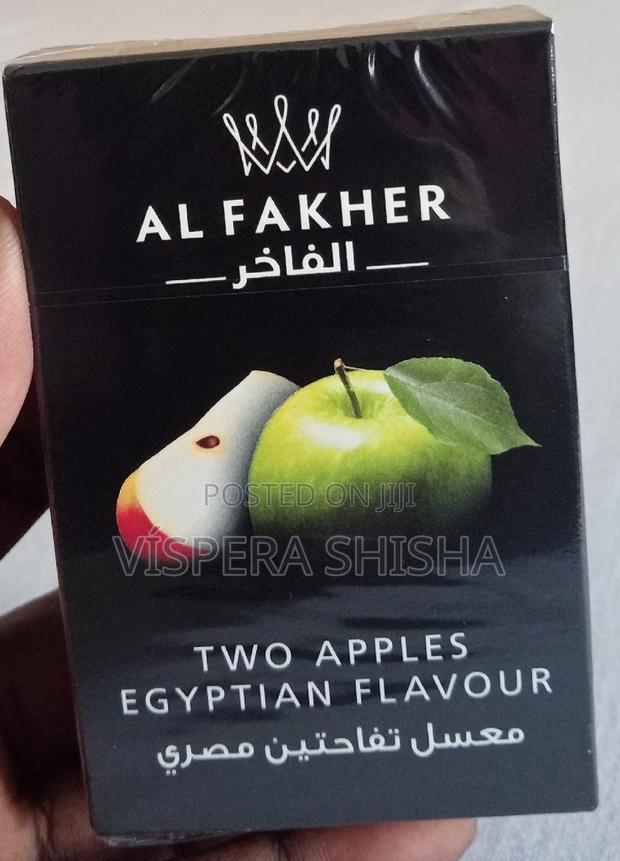 AL FAKHER
الفاخر
POSTED ON JIJI
VÍSPERA SHISHA
TWO APPLES
EGYPTIAN FLAVOUR
معسل تفاحتين مصري